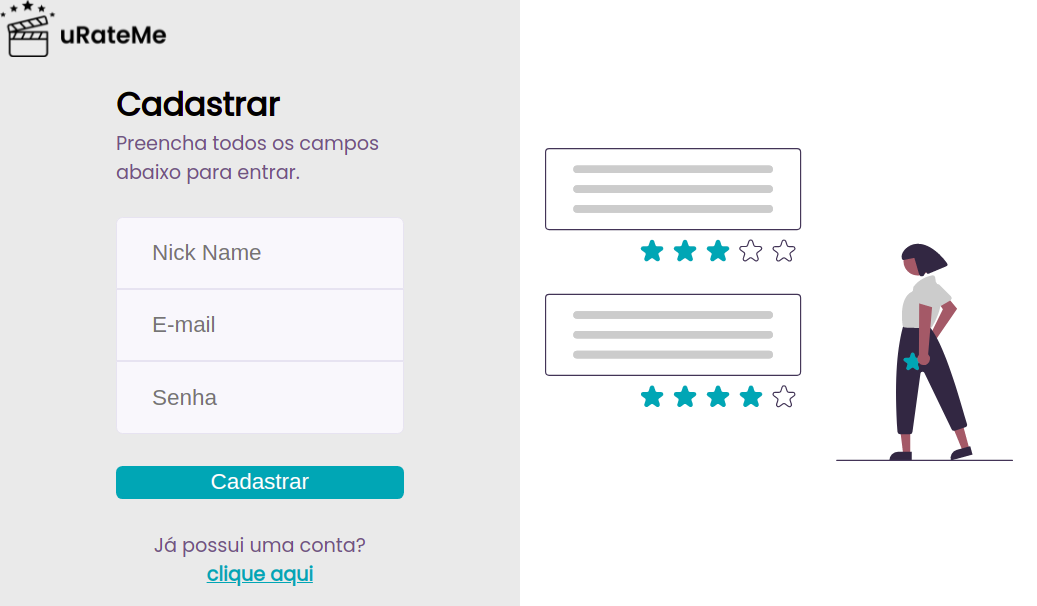 uRateMe
Cadastrar
Preencha todos os campos
abaixo para entrar.
Nick Name
E-mail
Senha
Cadastrar
Já possui uma conta?
clique aqui